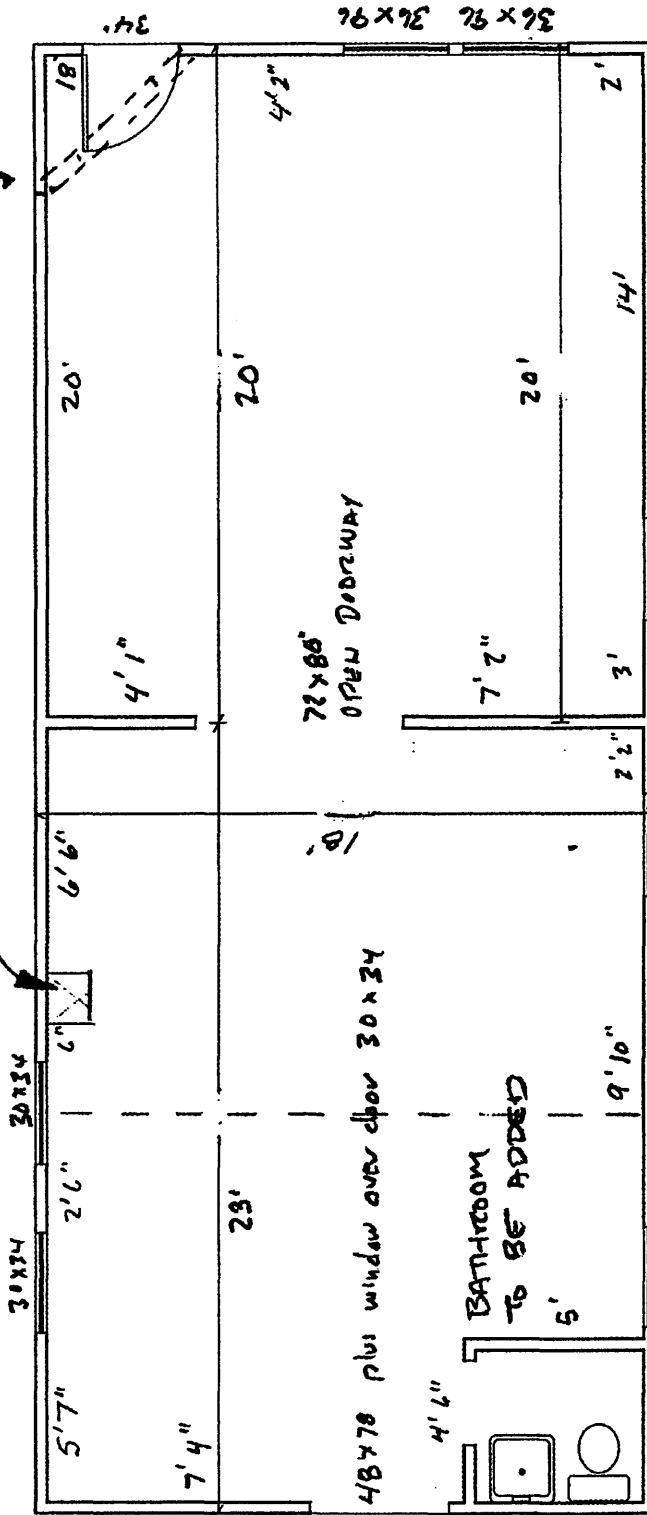 34"
36x96
36x96
18
4'2"
2'
20'
20'
20'
14'
4'1"
72x80"
OPEN DOORWAY
7'2"
3'
2'2"
6'6"
18'
6"
30x34
2'6"
30x34
23'
48x78 plus window over door 30x34
9'10"
BATHROOM
TO BE ADDED
5'
5'7"
7'4"
4'6"